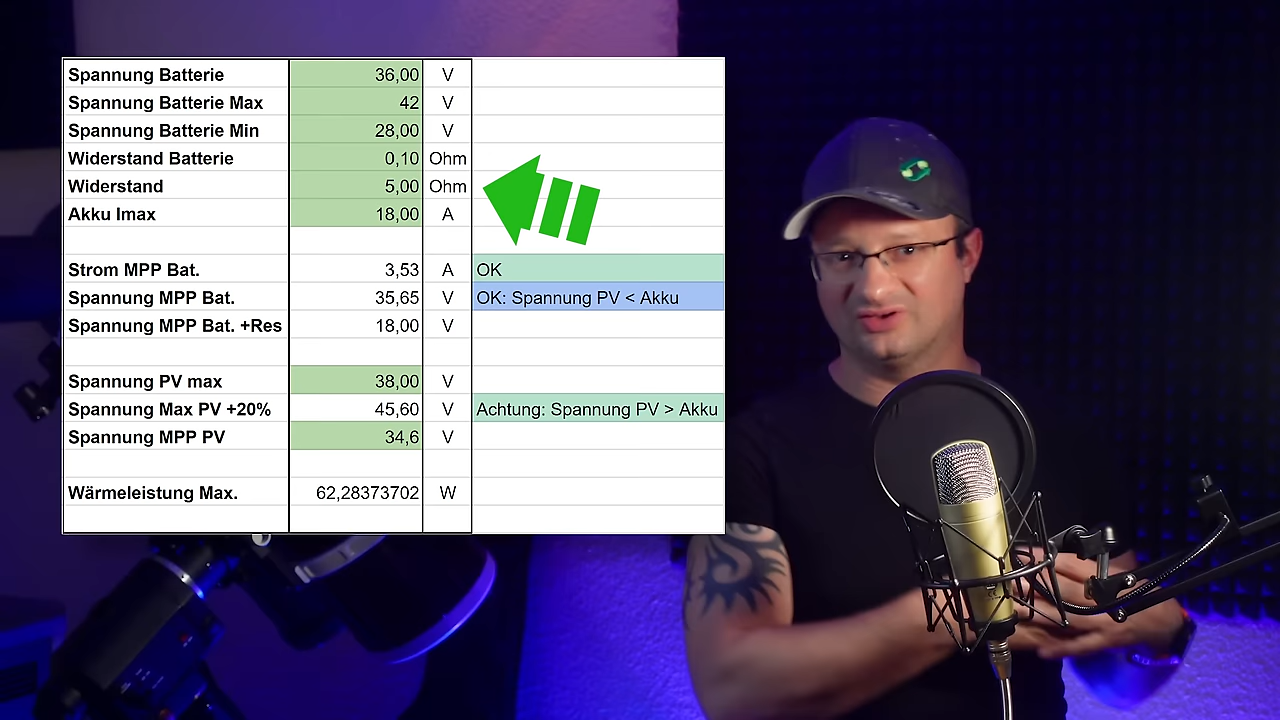 Spannung Batterie 36,00 V
Spannung Batterie Max 42 V
Spannung Batterie Min 28,00 V
Widerstand Batterie 0,10 Ohm
Widerstand 5,00 Ohm
Akku Imax 18,00 A
Strom MPP Bat. 3,53 A OK
Spannung MPP Bat. 35,65 V OK: Spannung PV < Akku
Spannung MPP Bat. +Res 18,00 V
Spannung PV max 38,00 V
Spannung Max PV +20% 45,60 V Achtung: Spannung PV > Akku
Spannung MPP PV 34,6 V
Wärmeleistung Max. 62,28373702 W